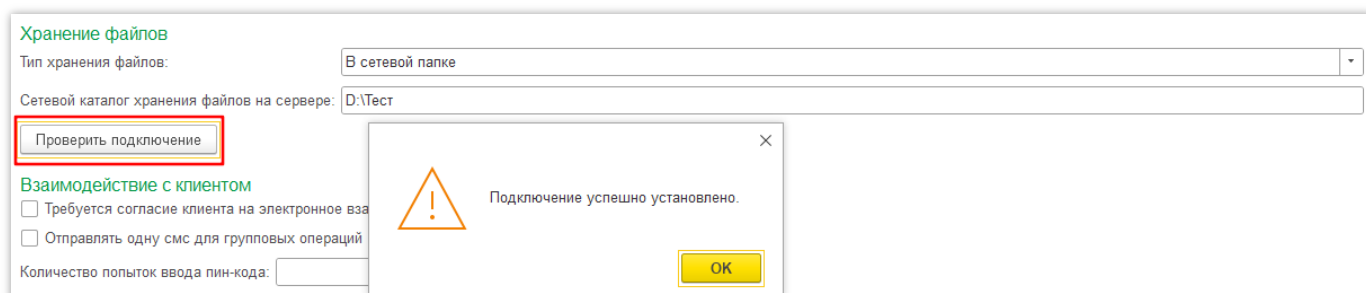 Хранение файлов
Тип хранения файлов: В сетевой папке
Сетевой каталог хранения файлов на сервере: D:\Тест
Проверить подключение
Подключение успешно установлено.
OK
Взаимодействие с клиентом
Требуется согласие клиента на электронное
Отправлять одну смс для групповых операций
Количество попыток ввода пин-кода: